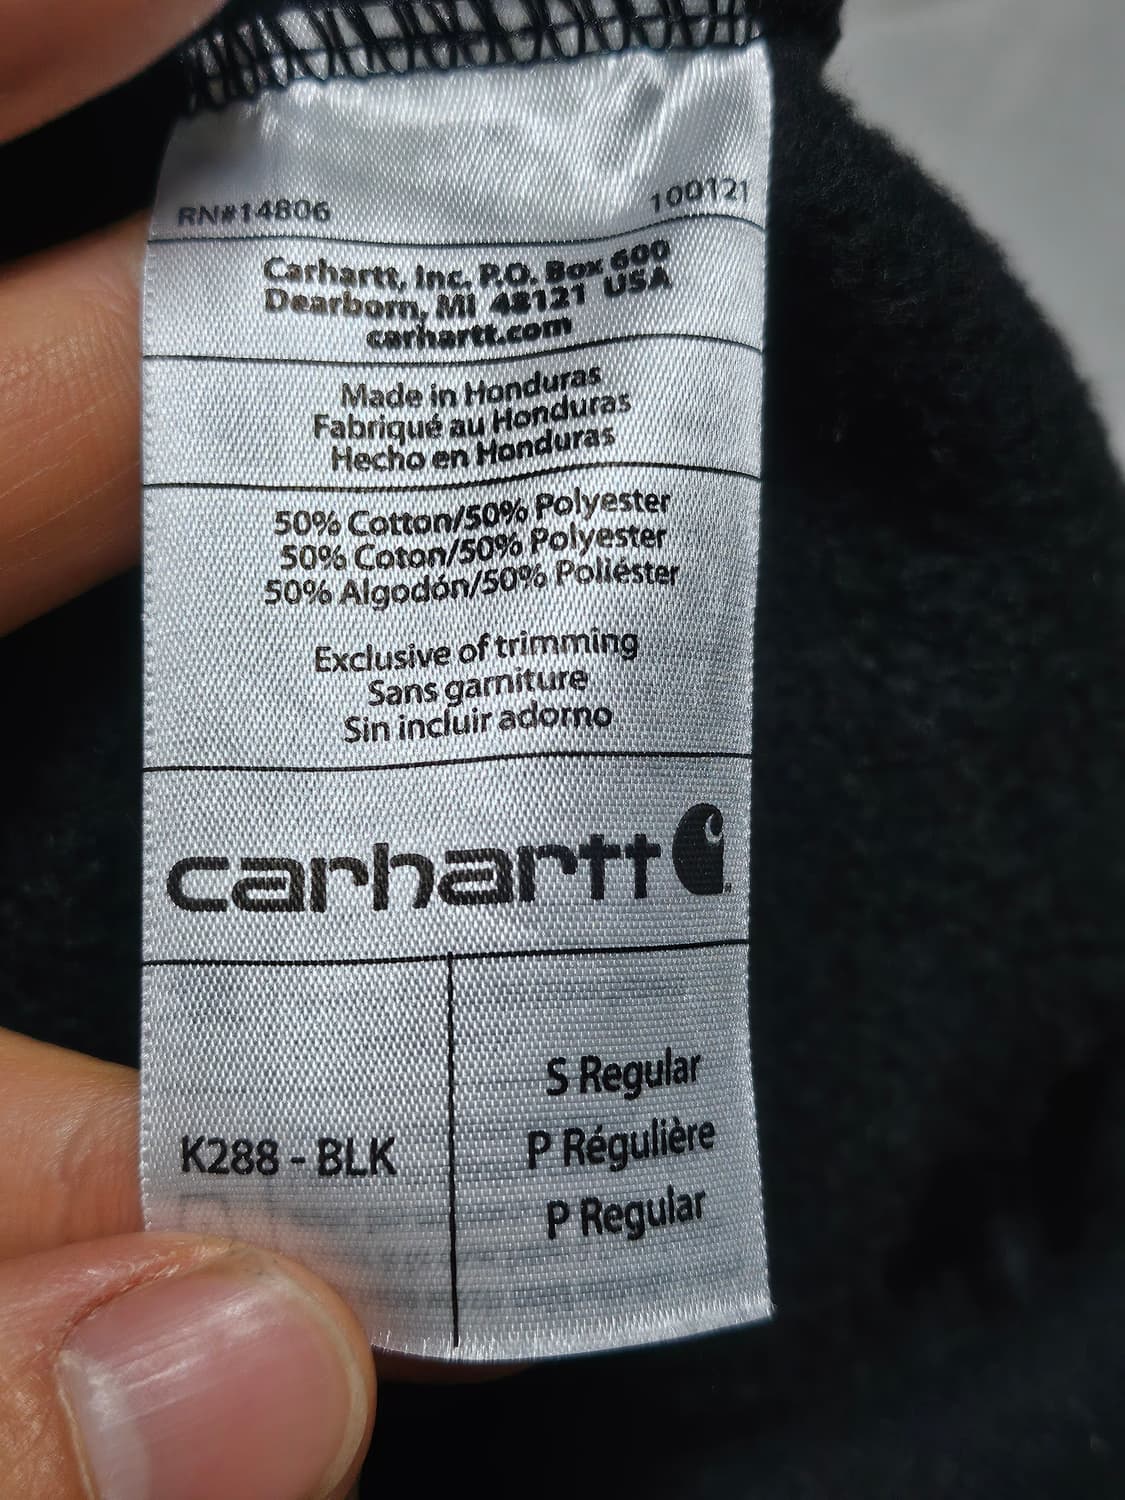 RN#14806 100121
Carhartt, Inc. P.O. Box 600
Dearborn, MI 48121 USA
carhartt.com
Made in Honduras
Fabriqué au Honduras
Hecho en Honduras
50% Cotton/50% Polyester
50% Coton/50% Polyester
50% Algodón/50% Poliéster
Exclusive of trimming
Sans garniture
Sin incluir adorno
carhartt
K288 - BLK
S Regular
P Régulière
P Regular